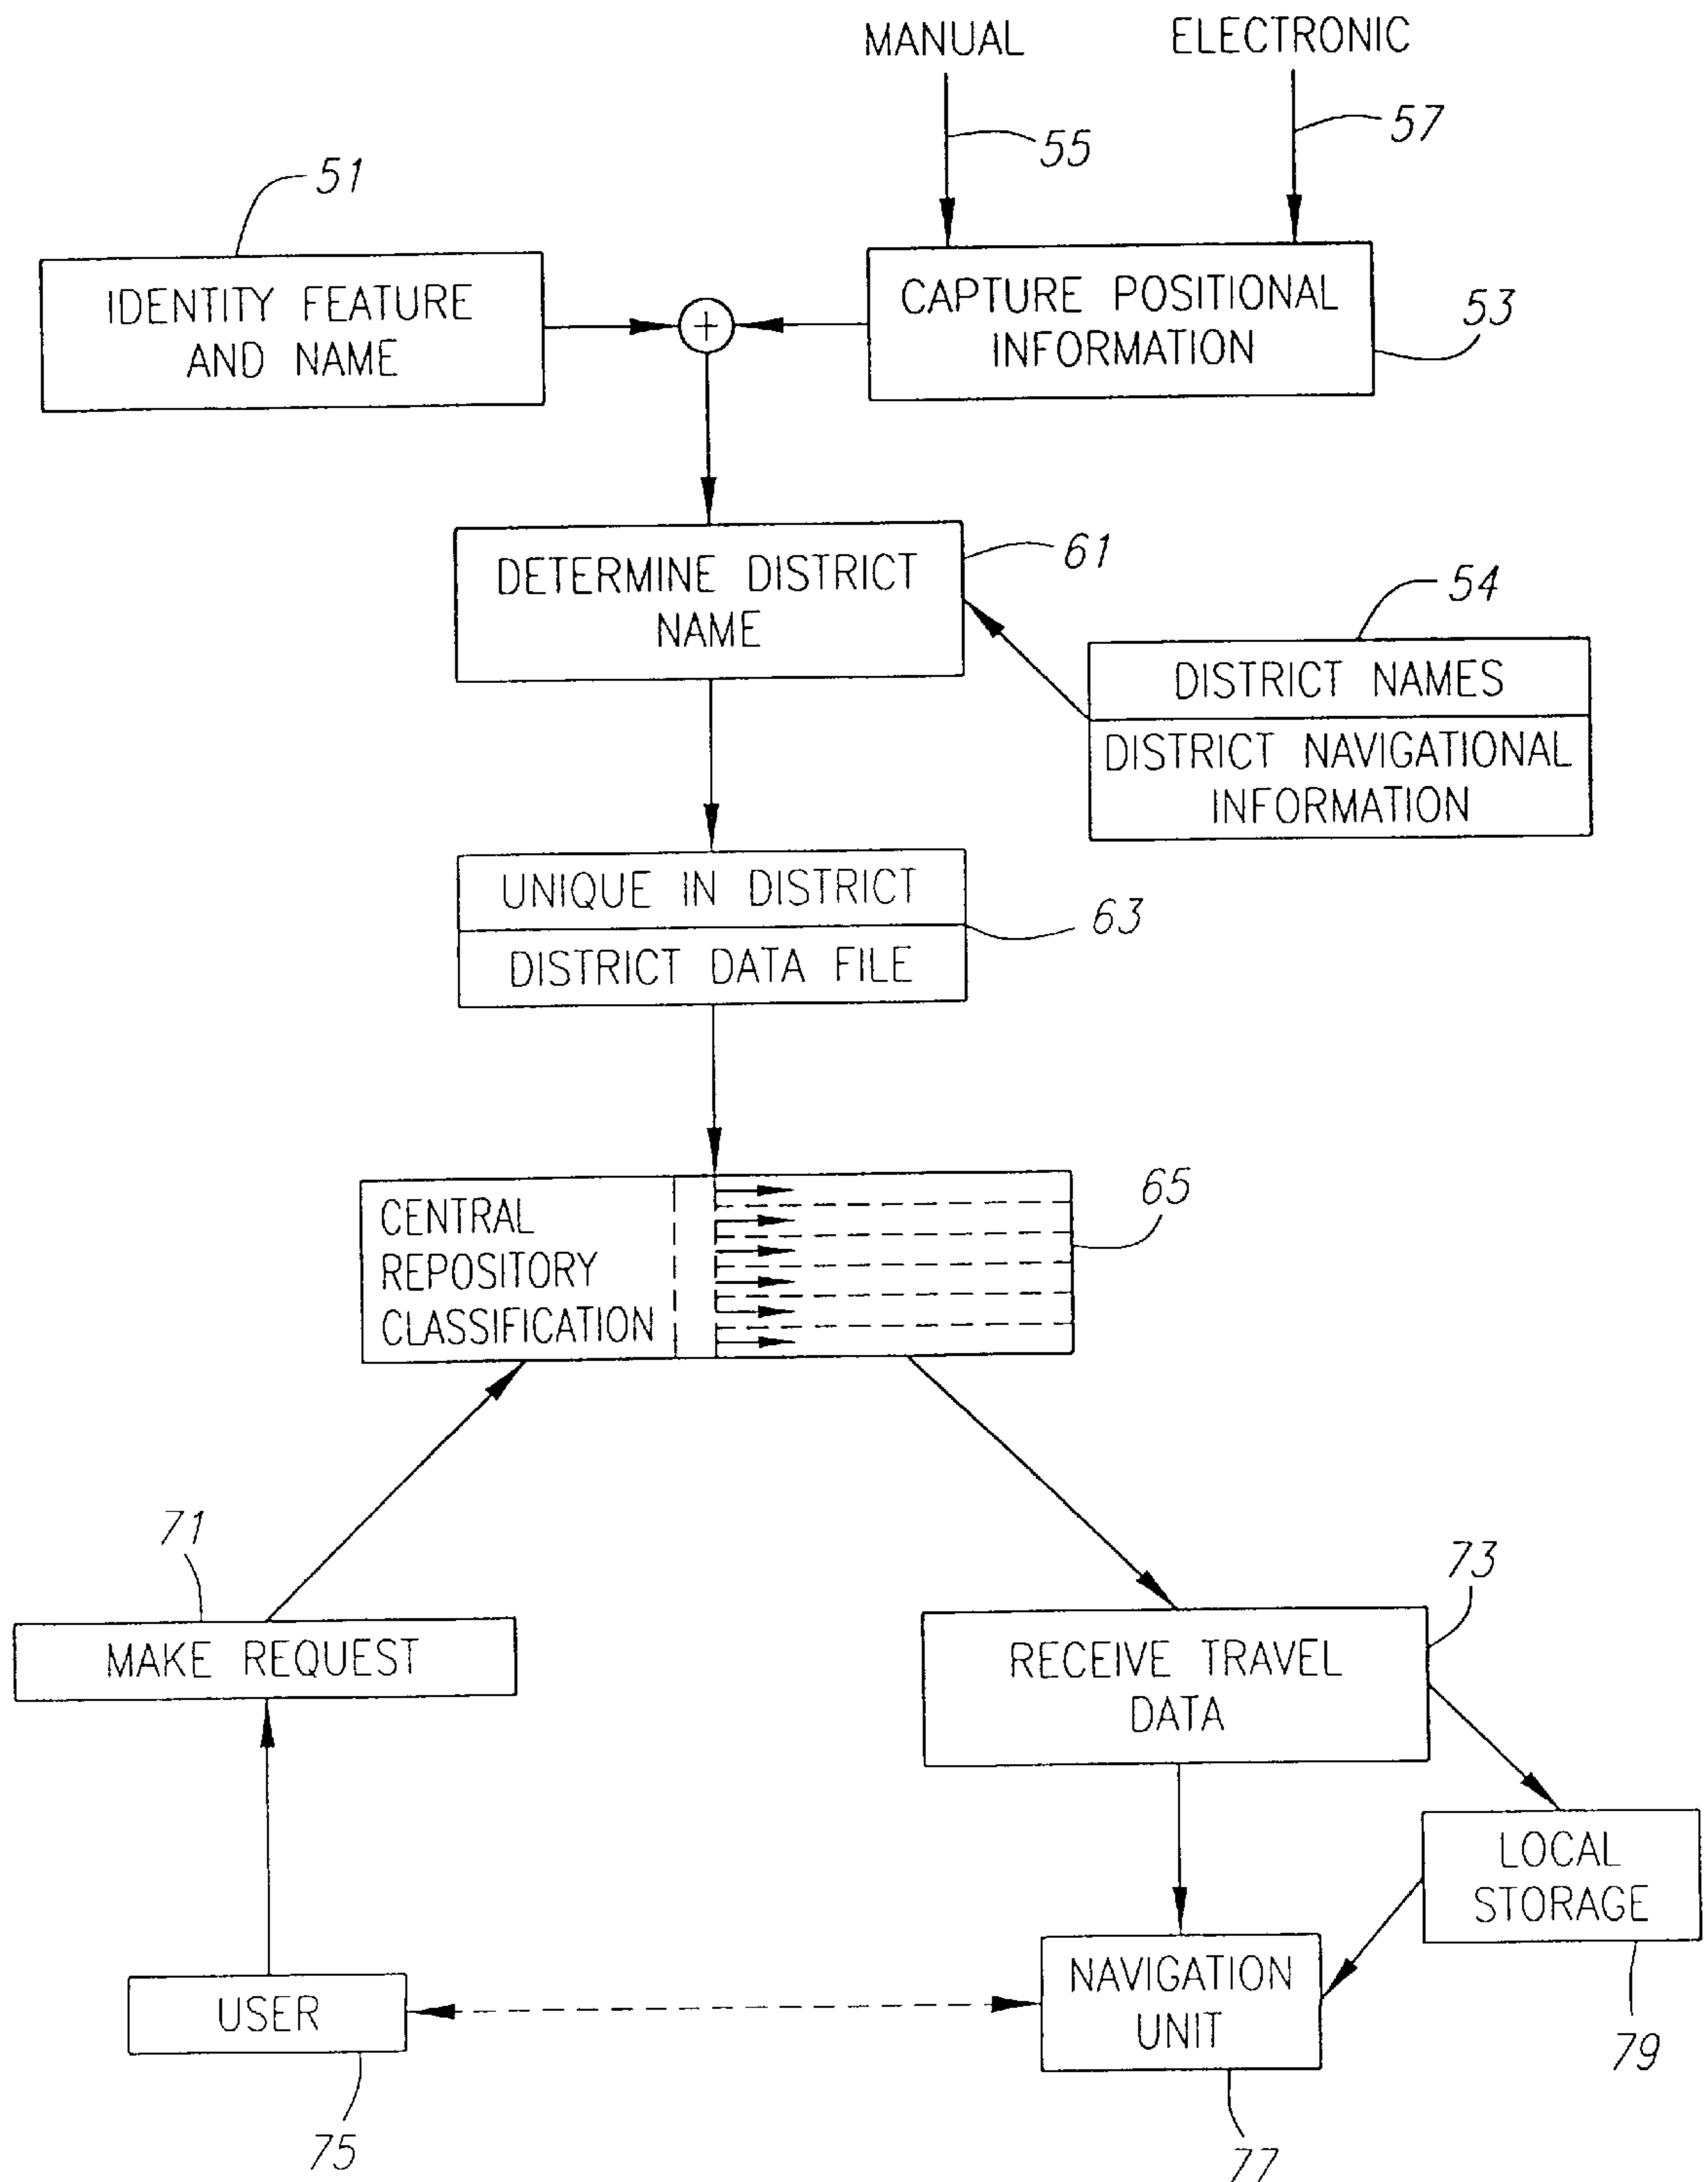 MANUAL
ELECTRONIC
55
57
51
IDENTITY FEATURE
AND NAME
CAPTURE POSITIONAL
INFORMATION
53
+
DETERMINE DISTRICT
NAME
61
54
DISTRICT NAMES
DISTRICT NAVIGATIONAL
INFORMATION
UNIQUE IN DISTRICT
DISTRICT DATA FILE
63
CENTRAL
REPOSITORY
CLASSIFICATION
65
71
MAKE REQUEST
73
RECEIVE TRAVEL
DATA
LOCAL
STORAGE
79
USER
75
NAVIGATION
UNIT
77